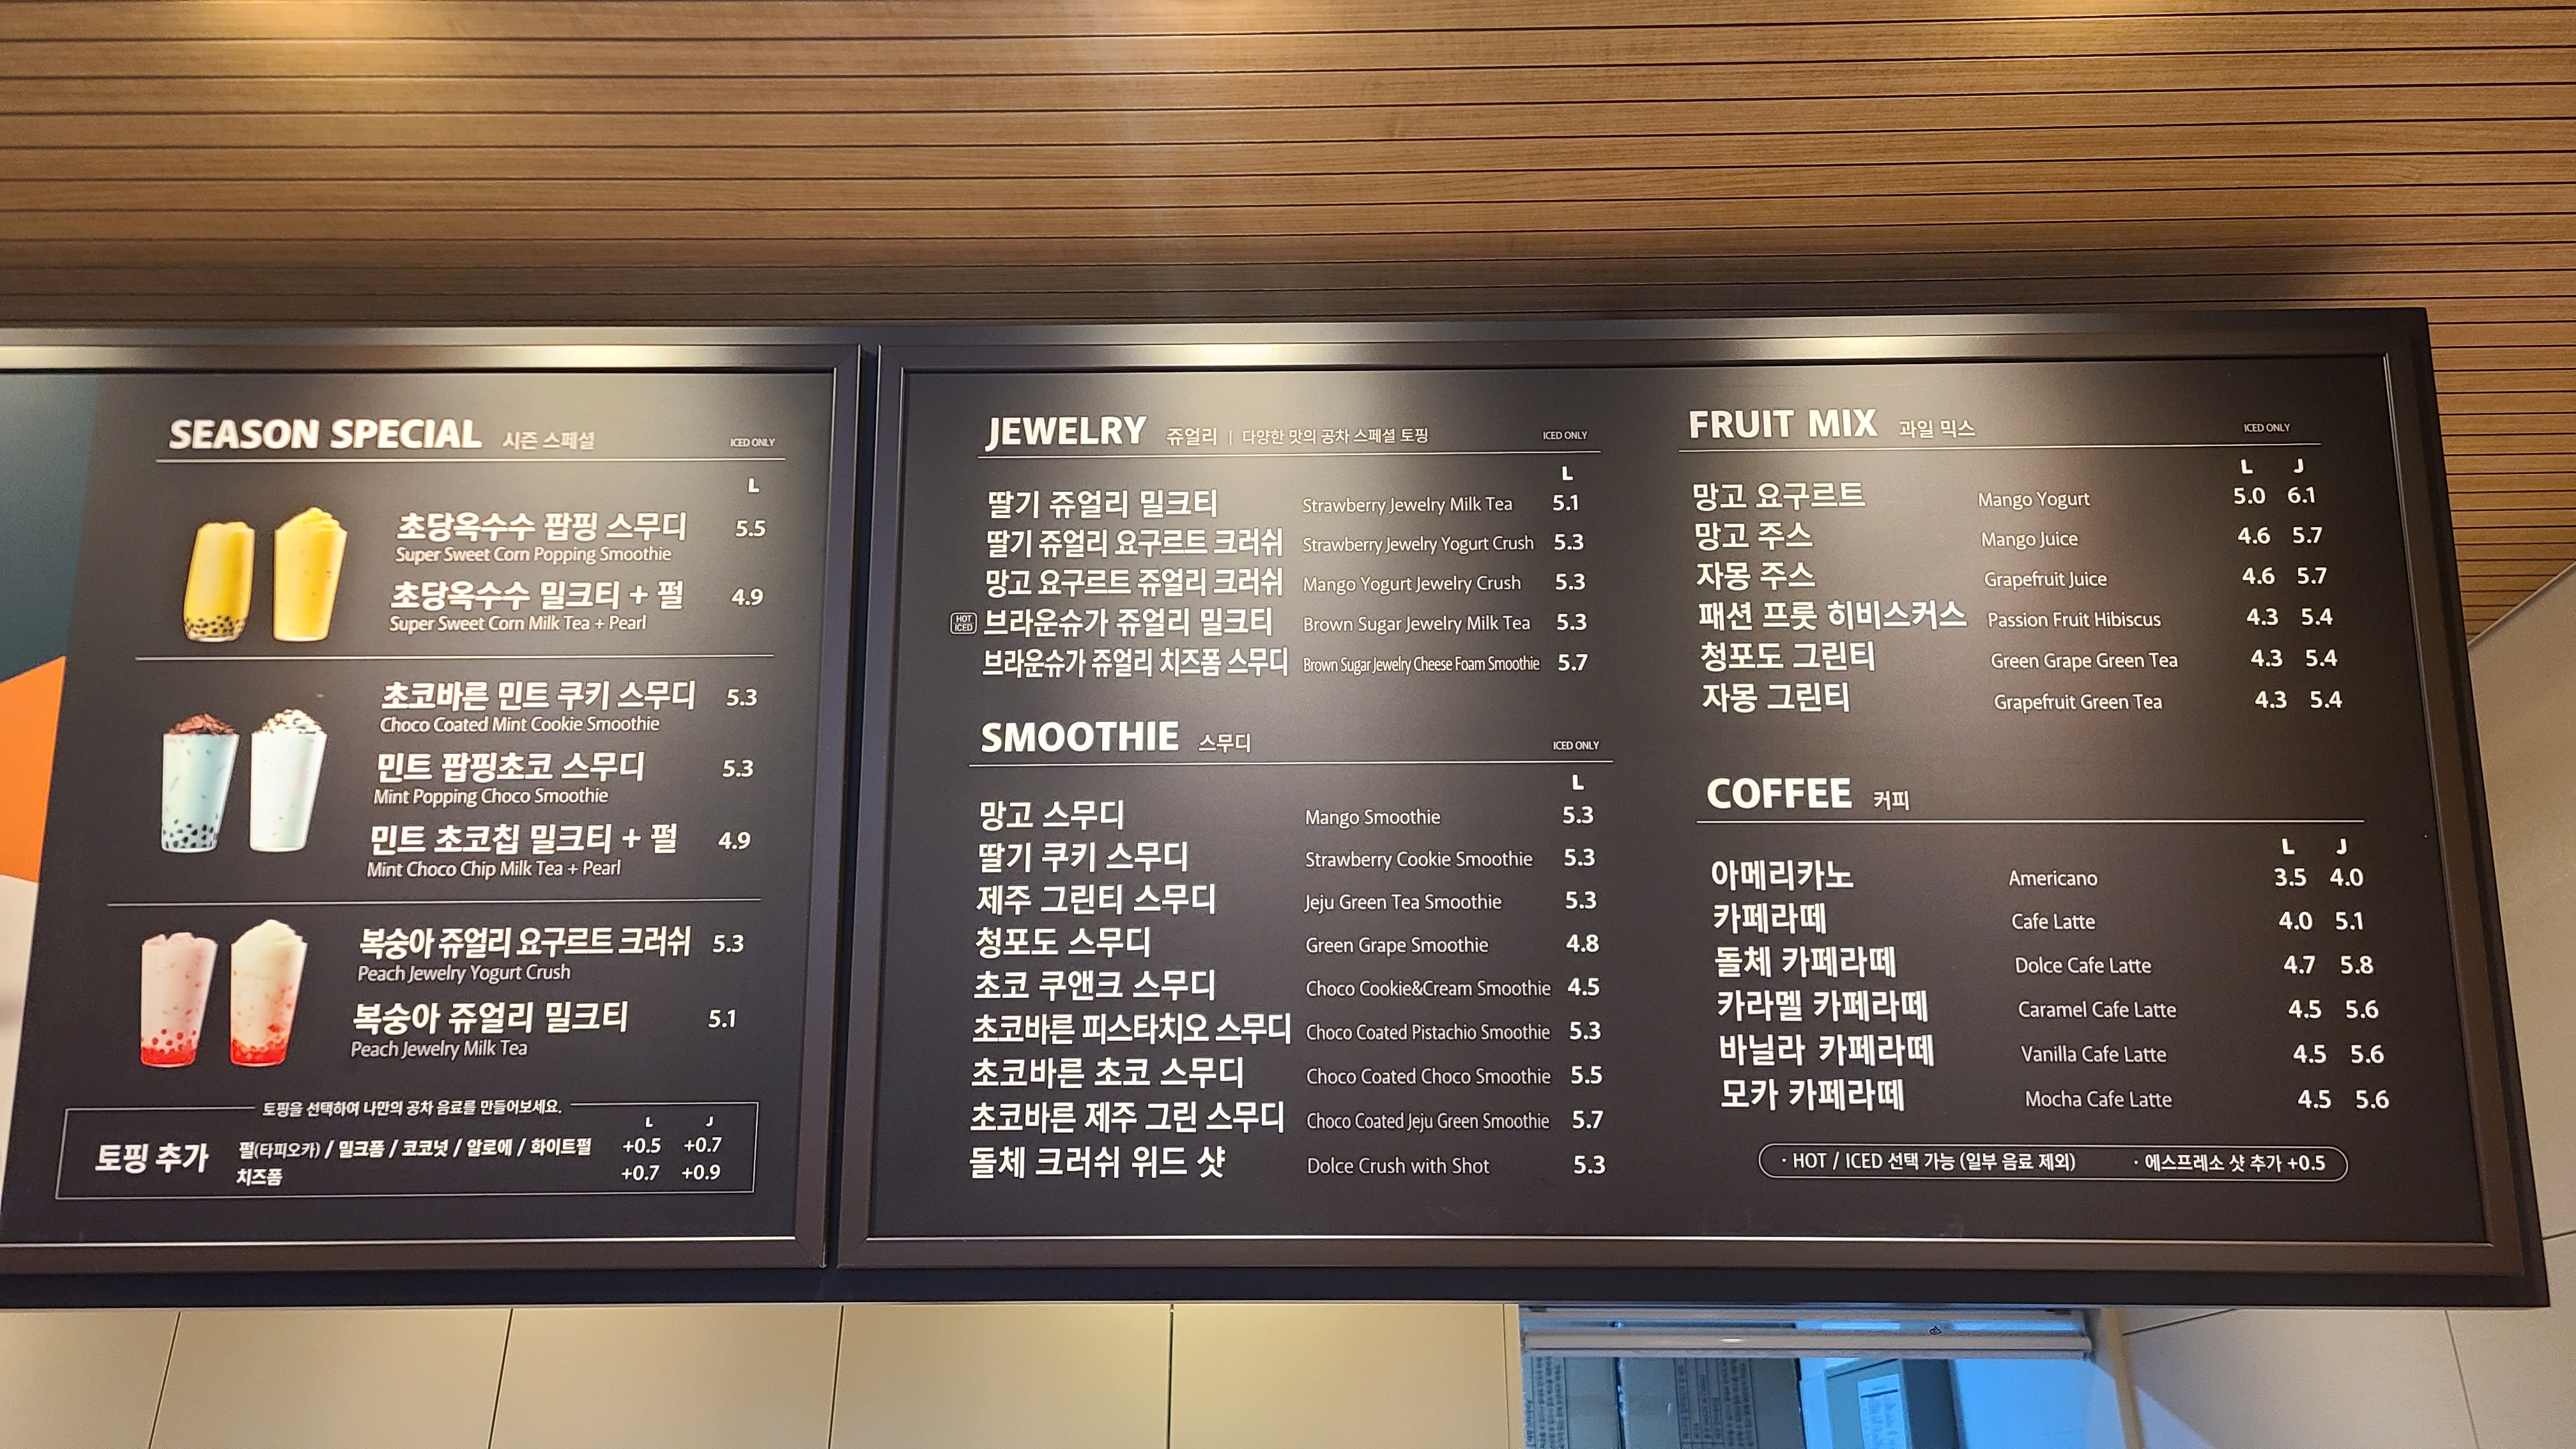 SEASON SPECIAL 시즌 스페셜 ICED ONLY
L
초당옥수수 팝핑 스무디 5.5
Super Sweet Corn Popping Smoothie
초당옥수수 밀크티 + 펄 4.9
Super Sweet Corn Milk Tea + Pearl
초코바른 민트 쿠키 스무디 5.3
Choco Coated Mint Cookie Smoothie
민트 팝핑초코 스무디 5.3
Mint Popping Choco Smoothie
민트 초코칩 밀크티 + 펄 4.9
Mint Choco Chip Milk Tea + Pearl
복숭아 쥬얼리 요구르트 크러쉬 5.3
Peach Jewelry Yogurt Crush
복숭아 쥬얼리 밀크티 5.1
Peach Jewelry Milk Tea
토핑을 선택하여 나만의 공차 음료를 만들어보세요.
L J
토핑 추가 펄(타피오카) / 밀크폼 / 코코넛 / 알로에 / 화이트펄 +0.5 +0.7
치즈폼 +0.7 +0.9
JEWELRY 쥬얼리 | 다양한 맛의 공차 스페셜 토핑 ICED ONLY
L
딸기 쥬얼리 밀크티 Strawberry Jewelry Milk Tea 5.1
딸기 쥬얼리 요구르트 크러쉬 Strawberry Jewelry Yogurt Crush 5.3
망고 요구르트 쥬얼리 크러쉬 Mango Yogurt Jewelry Crush 5.3
HOT ICED 브라운슈가 쥬얼리 밀크티 Brown Sugar Jewelry Milk Tea 5.3
브라운슈가 쥬얼리 치즈폼 스무디 Brown Sugar Jewelry Cheese Foam Smoothie 5.7
SMOOTHIE 스무디 ICED ONLY
L
망고 스무디 Mango Smoothie 5.3
딸기 쿠키 스무디 Strawberry Cookie Smoothie 5.3
제주 그린티 스무디 Jeju Green Tea Smoothie 5.3
청포도 스무디 Green Grape Smoothie 4.8
초코 쿠앤크 스무디 Choco Cookie&Cream Smoothie 4.5
초코바른 피스타치오 스무디 Choco Coated Pistachio Smoothie 5.3
초코바른 초코 스무디 Choco Coated Choco Smoothie 5.5
초코바른 제주 그린 스무디 Choco Coated Jeju Green Smoothie 5.7
돌체 크러쉬 위드 샷 Dolce Crush with Shot 5.3
FRUIT MIX 과일 믹스 ICED ONLY
L J
망고 요구르트 Mango Yogurt 5.0 6.1
망고 주스 Mango Juice 4.6 5.7
자몽 주스 Grapefruit Juice 4.6 5.7
패션 프룻 히비스커스 Passion Fruit Hibiscus 4.3 5.4
청포도 그린티 Green Grape Green Tea 4.3 5.4
자몽 그린티 Grapefruit Green Tea 4.3 5.4
COFFEE 커피
L J
아메리카노 Americano 3.5 4.0
카페라떼 Cafe Latte 4.0 5.1
돌체 카페라떼 Dolce Cafe Latte 4.7 5.8
카라멜 카페라떼 Caramel Cafe Latte 4.5 5.6
바닐라 카페라떼 Vanilla Cafe Latte 4.5 5.6
모카 카페라떼 Mocha Cafe Latte 4.5 5.6
· HOT / ICED 선택 가능 (일부 음료 제외) · 에스프레소 샷 추가 +0.5